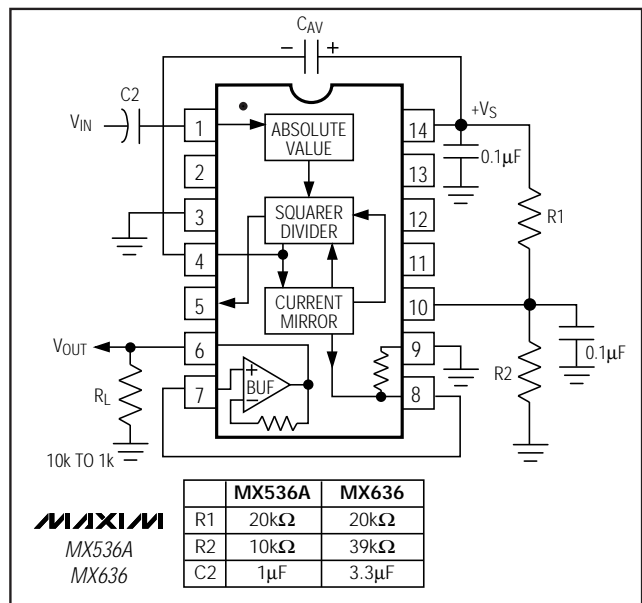 CAV
− +
C2
VIN
+VS
0.1µF
1
2
3
4
5
6
7
14
13
12
11
10
9
8
ABSOLUTE
VALUE
SQUARER
DIVIDER
CURRENT
MIRROR
BUF
+
−
R1
R2
0.1µF
VOUT
RL
10k TO 1k
MAXIM
MX536A
MX636
MX536A MX636
R1 20kΩ 20kΩ
R2 10kΩ 39kΩ
C2 1µF 3.3µF